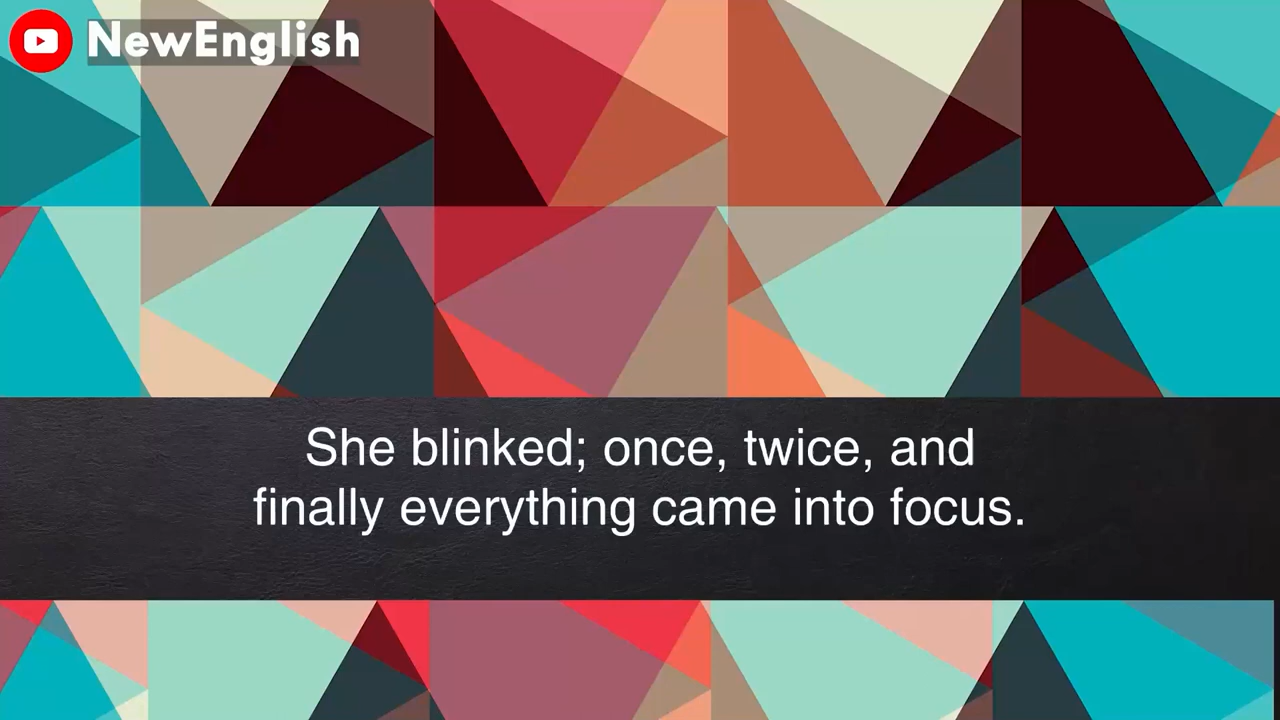 NewEnglish
She blinked; once, twice, and
finally everything came into focus.